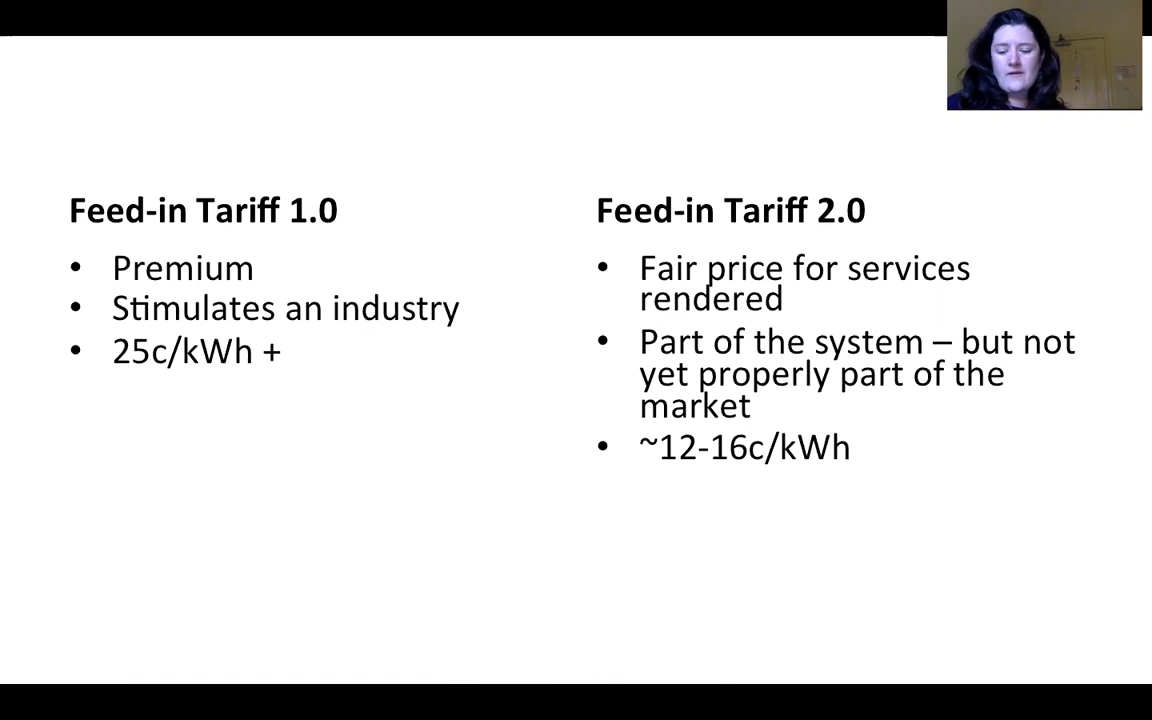 Feed-in Tariff 1.0
• Premium
• Stimulates an industry
• 25c/kWh +
Feed-in Tariff 2.0
• Fair price for services
rendered
• Part of the system – but not
yet properly part of the
market
• ~12-16c/kWh